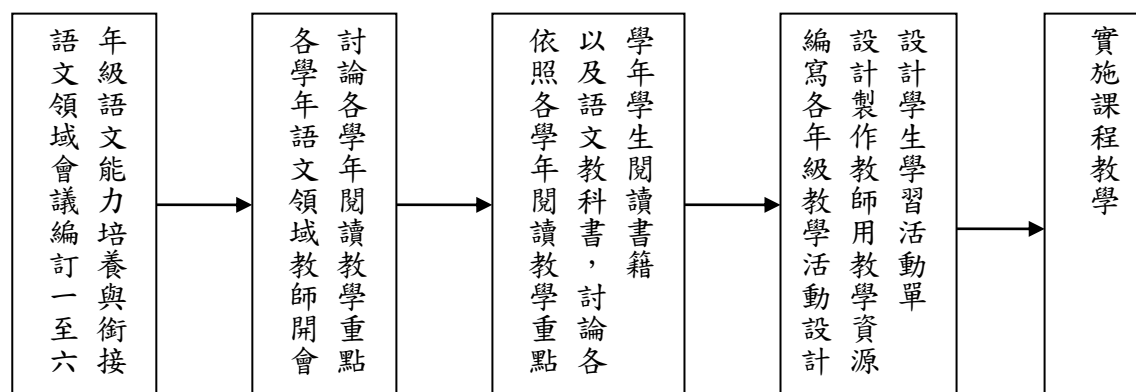 語文領域會議編訂一至六
年級語文能力培養與銜接
各學年語文領域教師開會
討論各學年閱讀教學重點
依照各學年閱讀教學重點
以及語文教科書，討論各
學年學生閱讀書籍
編寫各年級教學活動設計
設計製作教師用教學資源
設計學生學習活動單
實施課程教學